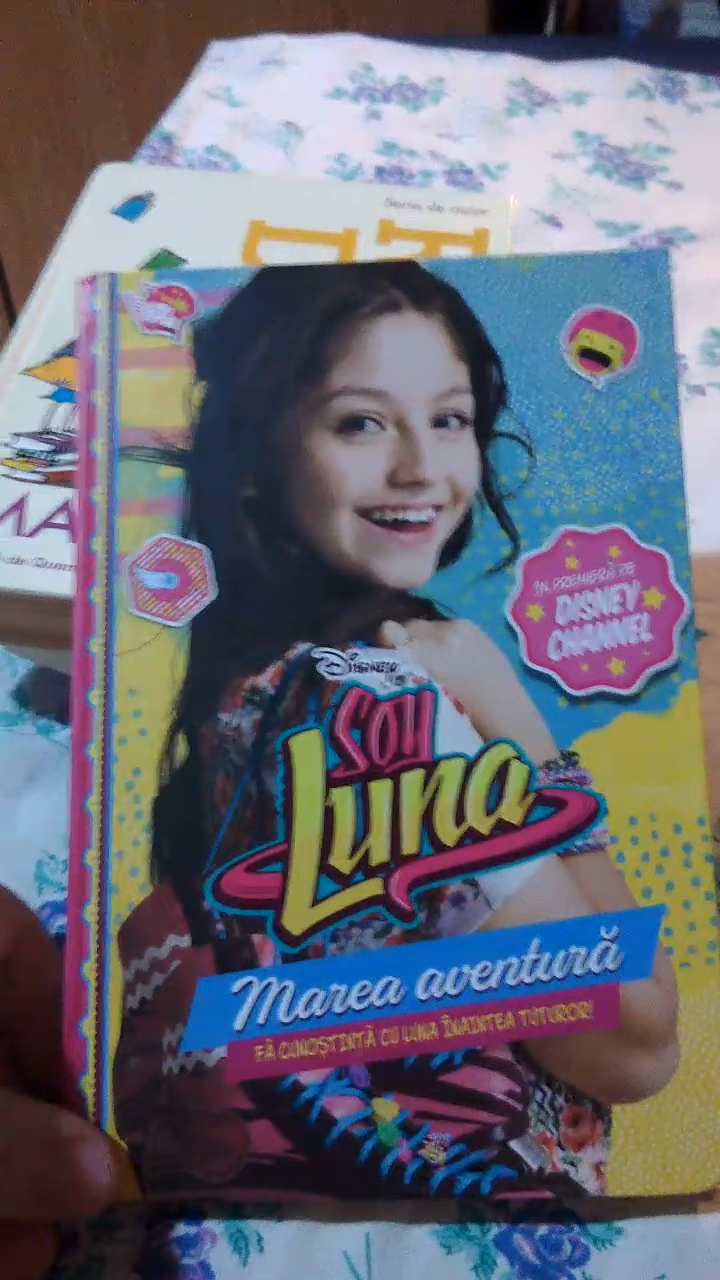 ÎN PREMIERĂ PE
DISNEY
CHANNEL
DISNEY
SOY
Luna
Marea aventură
FĂ CUNOȘTINȚĂ CU LUNA ÎNAINTEA TUTUROR!